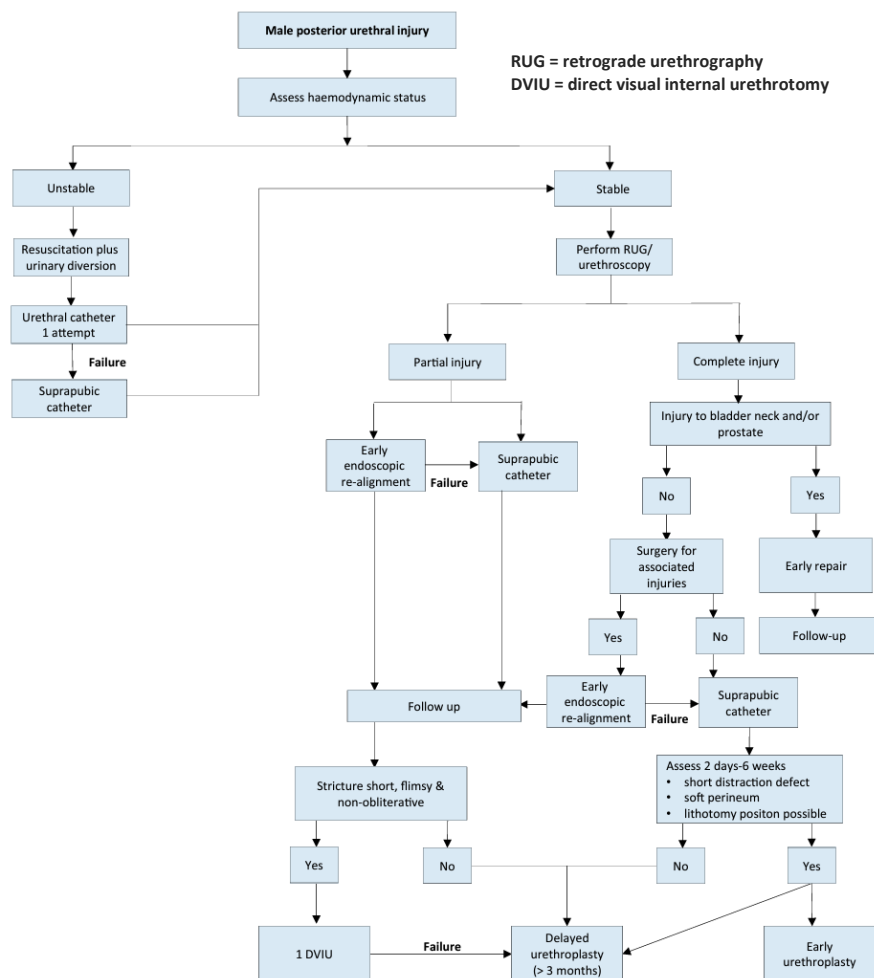 Male posterior urethral injury
RUG = retrograde urethrography
DVIU = direct visual internal urethrotomy
Assess haemodynamic status
Unstable
Stable
Resuscitation plus
urinary diversion
Perform RUG/
urethroscopy
Urethral catheter
1 attempt
Failure
Suprapubic
catheter
Partial injury
Complete injury
Injury to bladder neck and/or
prostate
Early
endoscopic
re-alignment
Failure
Suprapubic
catheter
No
Yes
Surgery for
associated
injuries
Early repair
Yes
No
Follow-up
Follow up
Early
endoscopic
re-alignment
Failure
Suprapubic
catheter
Stricture short, flimsy &
non-obliterative
Assess 2 days-6 weeks
• short distraction defect
• soft perineum
• lithotomy positon possible
Yes
No
No
Yes
1 DVIU
Failure
Delayed
urethroplasty
(> 3 months)
Early
urethroplasty